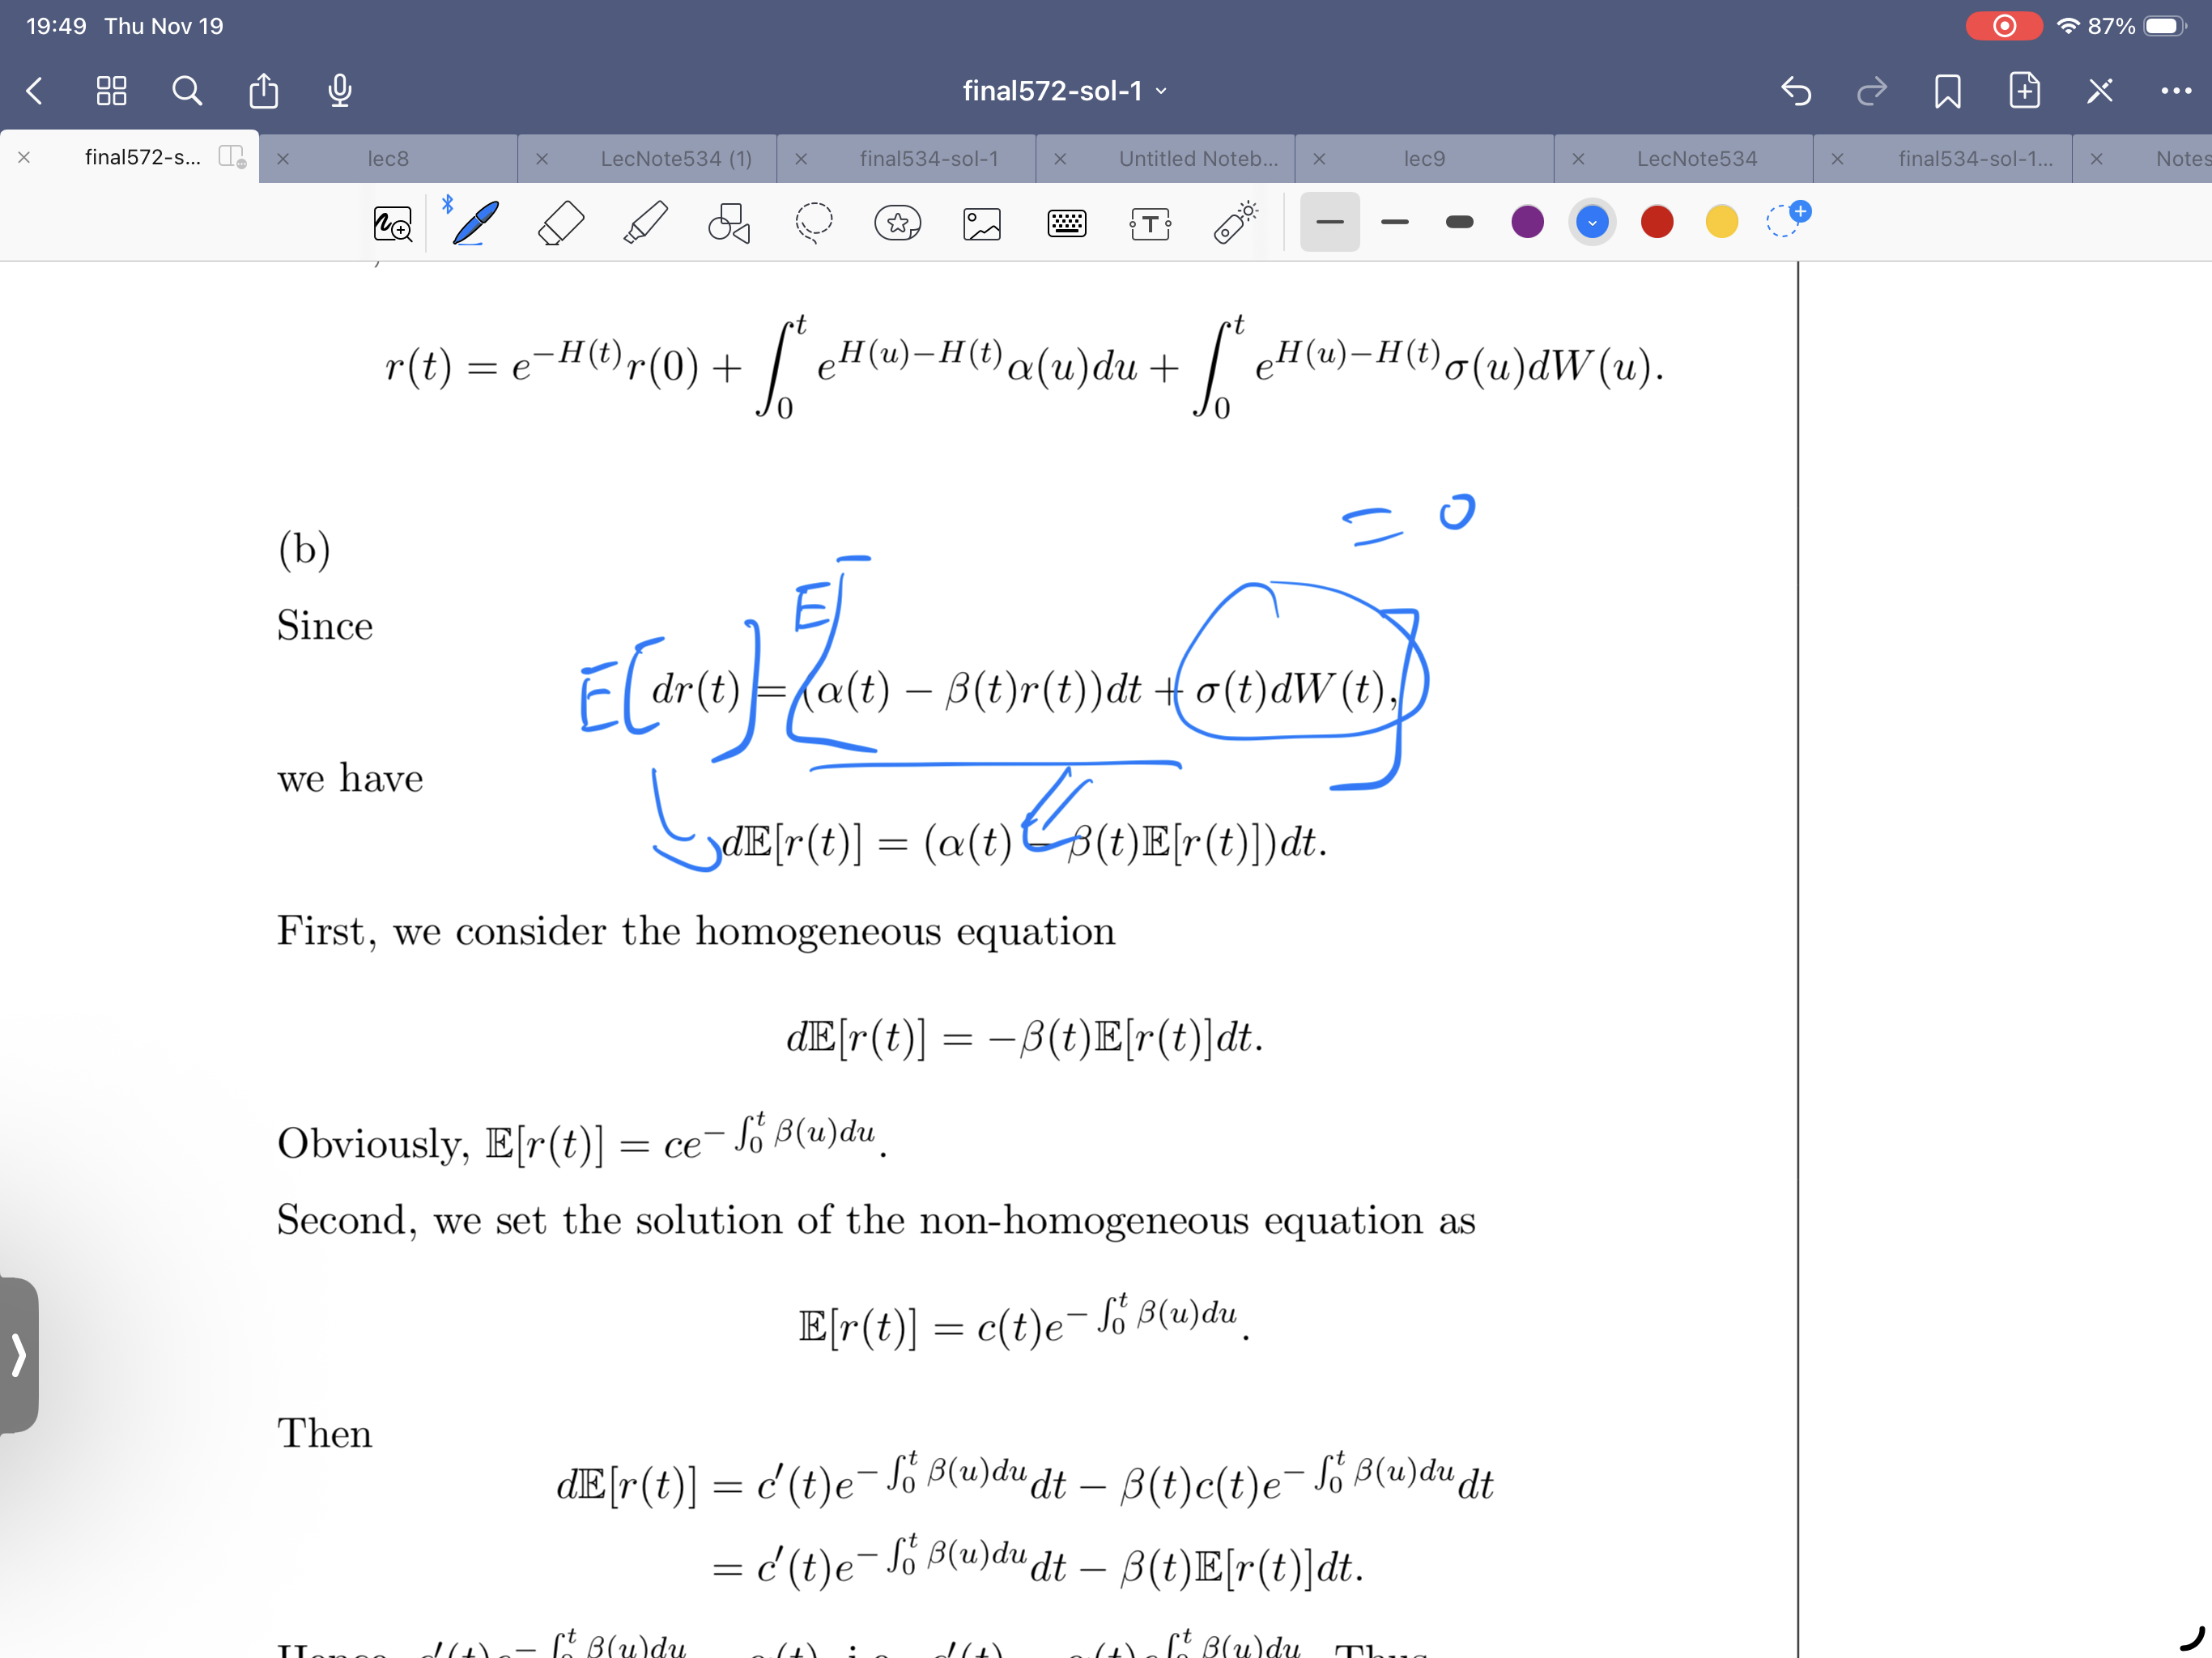 19:49 Thu Nov 19 87%
final572-sol-1
final572-s... lec8 LecNote534 (1) final534-sol-1 Untitled Noteb... lec9 LecNote534 final534-sol-1... Notes
r(t) = e^{-H(t)} r(0) + ∫_0^t e^{H(u)-H(t)} α(u)du + ∫_0^t e^{H(u)-H(t)} σ(u)dW(u).
= 0
(b)
Since
E[dr(t)] = E[(α(t) − β(t)r(t))dt + σ(t)dW(t),]
we have
d𝔼[r(t)] = (α(t) − β(t)𝔼[r(t)])dt.
First, we consider the homogeneous equation
d𝔼[r(t)] = −β(t)𝔼[r(t)]dt.
Obviously, 𝔼[r(t)] = ce^{−∫_0^t β(u)du}.
Second, we set the solution of the non-homogeneous equation as
𝔼[r(t)] = c(t)e^{−∫_0^t β(u)du}.
Then
d𝔼[r(t)] = c′(t)e^{−∫_0^t β(u)du}dt − β(t)c(t)e^{−∫_0^t β(u)du}dt
= c′(t)e^{−∫_0^t β(u)du}dt − β(t)𝔼[r(t)]dt.